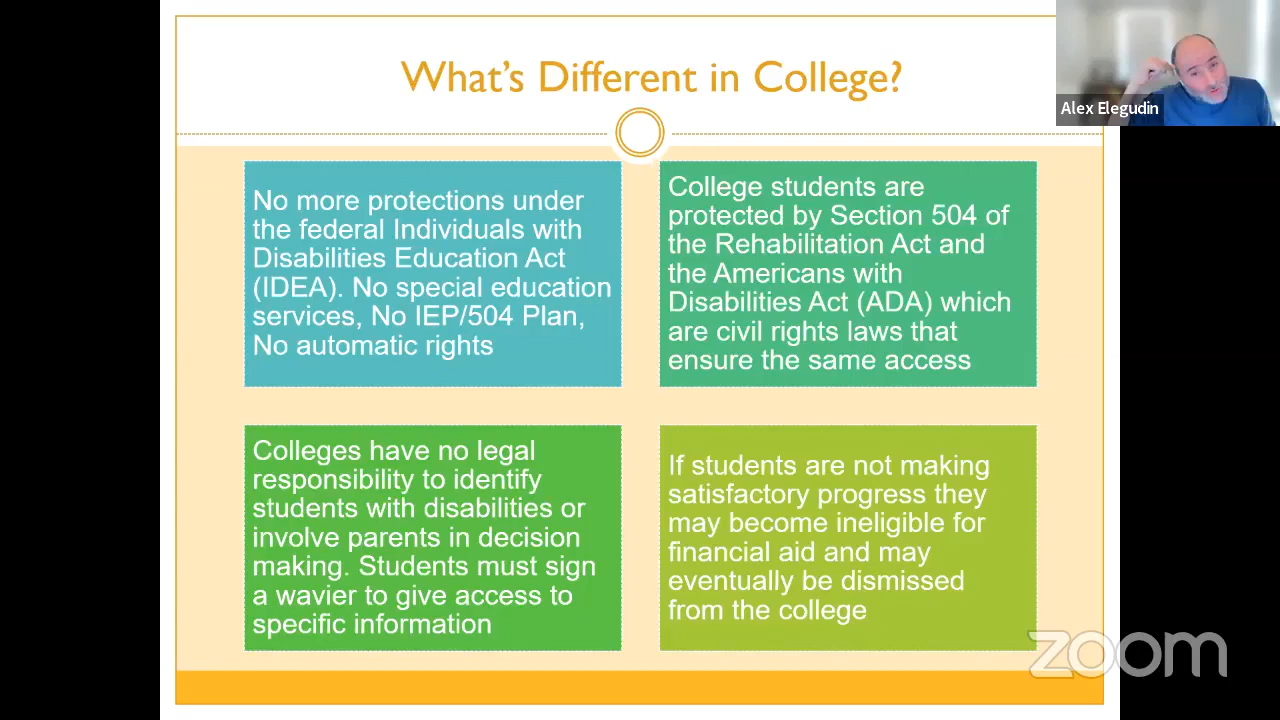 What's Different in College?
Alex Elegudin
No more protections under
the federal Individuals with
Disabilities Education Act
(IDEA). No special education
services, No IEP/504 Plan,
No automatic rights
College students are
protected by Section 504 of
the Rehabilitation Act and
the Americans with
Disabilities Act (ADA) which
are civil rights laws that
ensure the same access
Colleges have no legal
responsibility to identify
students with disabilities or
involve parents in decision
making. Students must sign
a wavier to give access to
specific information
If students are not making
satisfactory progress they
may become ineligible for
financial aid and may
eventually be dismissed
from the college
zoom